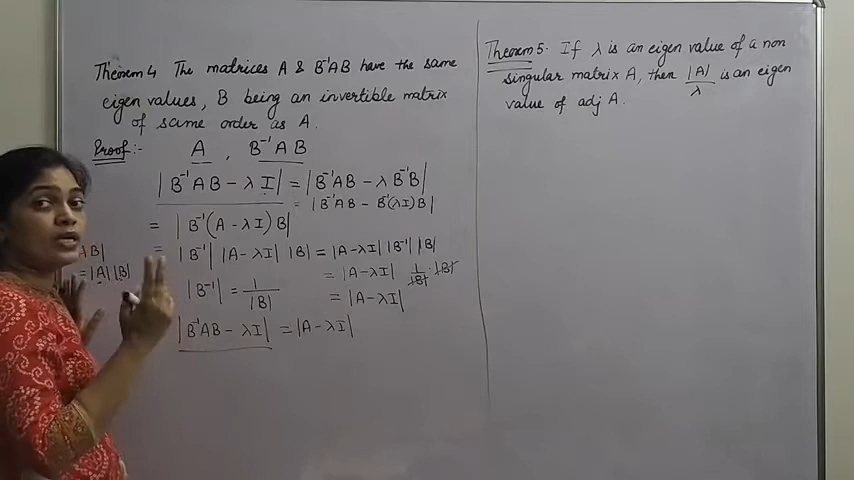 Theorem 4 The matrices A & B⁻¹AB have the same
eigen values, B being an invertible matrix
of same order as A.
Proof:- A , B⁻¹AB
|B⁻¹AB - λI| = |B⁻¹AB - λB⁻¹B|
= |B⁻¹AB - B⁻¹(λI)B|
= |B⁻¹(A - λI)B|
= |B⁻¹| |A - λI| |B| = |A - λI| |B⁻¹| |B|
AB|
= |A||B|
= |A - λI| 1/|B| · |B|
|B⁻¹| = 1/|B|
= |A - λI|
|B⁻¹AB - λI| = |A - λI|
Theorem 5. If λ is an eigen value of a non
singular matrix A, then |A|/λ is an eigen
value of adj A.